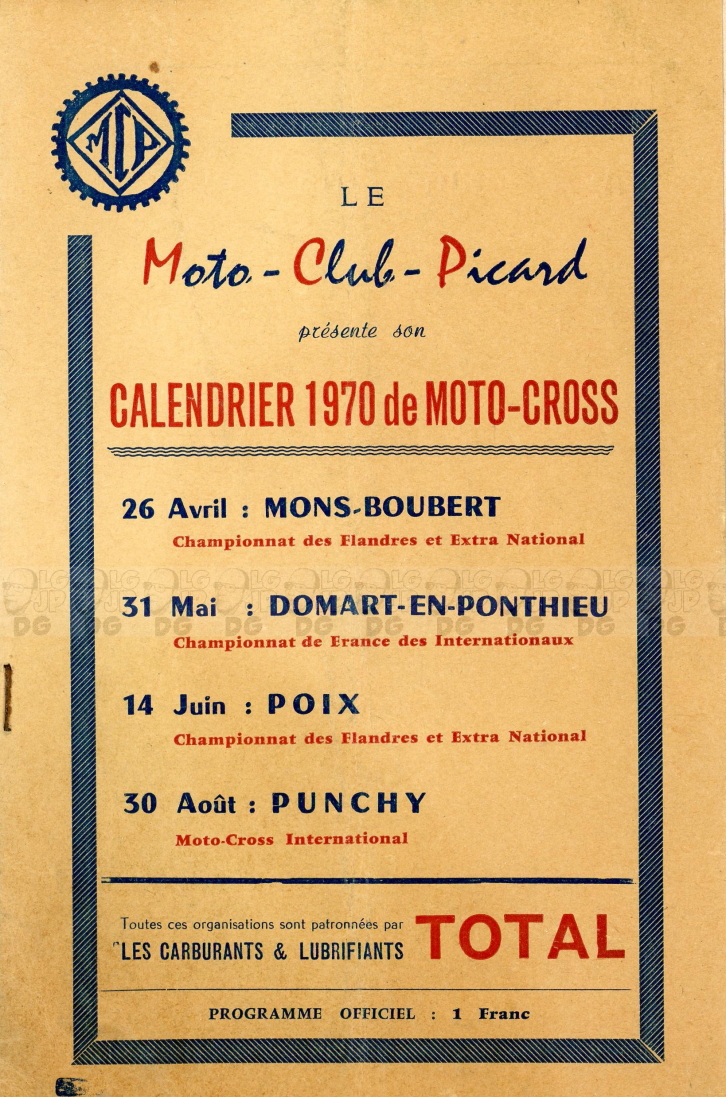 MCP
LE
Moto-Club-Picard
présente son
CALENDRIER 1970 de MOTO-CROSS
26 Avril : MONS-BOUBERT
Championnat des Flandres et Extra National
31 Mai : DOMART-EN-PONTHIEU
Championnat de France des Internationaux
14 Juin : POIX
Championnat des Flandres et Extra National
30 Août : PUNCHY
Moto-Cross International
Toutes ces organisations sont patronnées par
"LES CARBURANTS & LUBRIFIANTS TOTAL
PROGRAMME OFFICIEL : 1 Franc